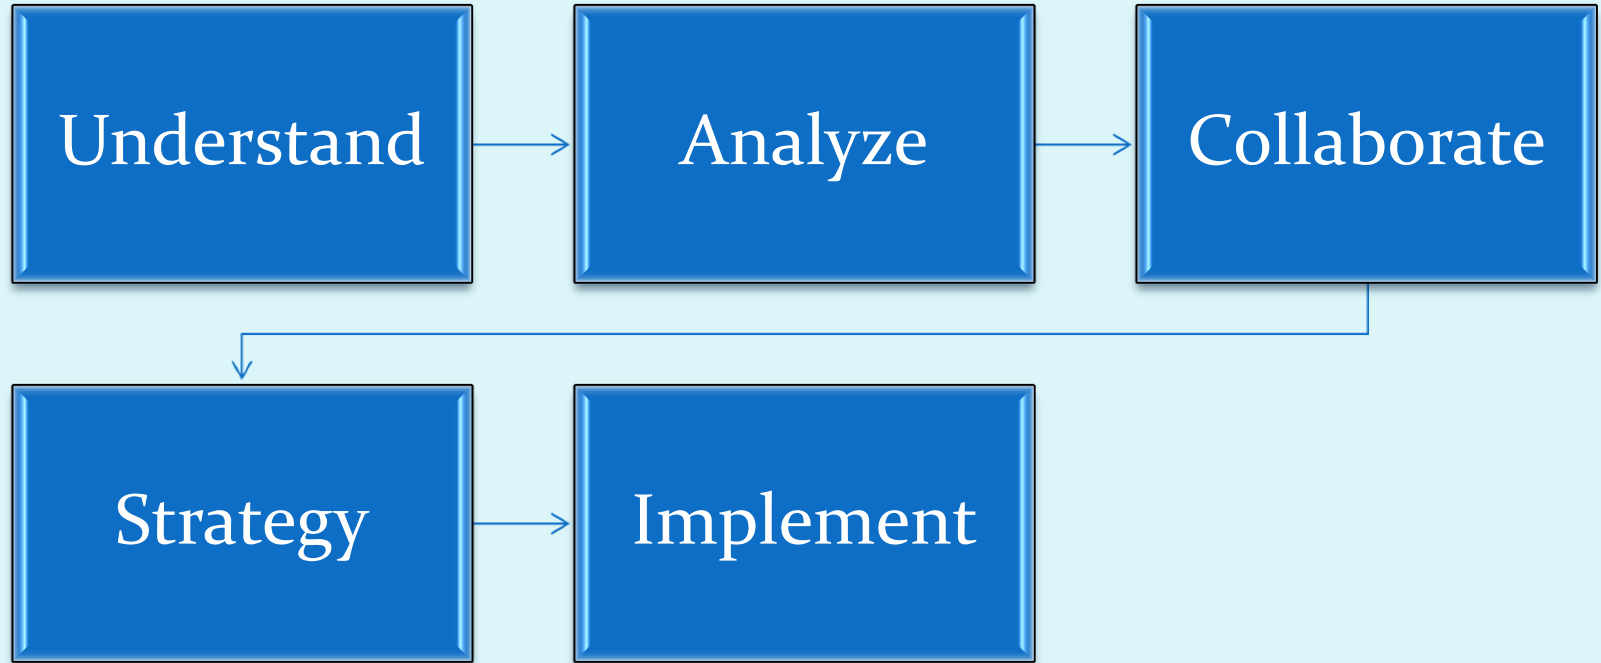 Understand
Analyze
Collaborate
Strategy
Implement